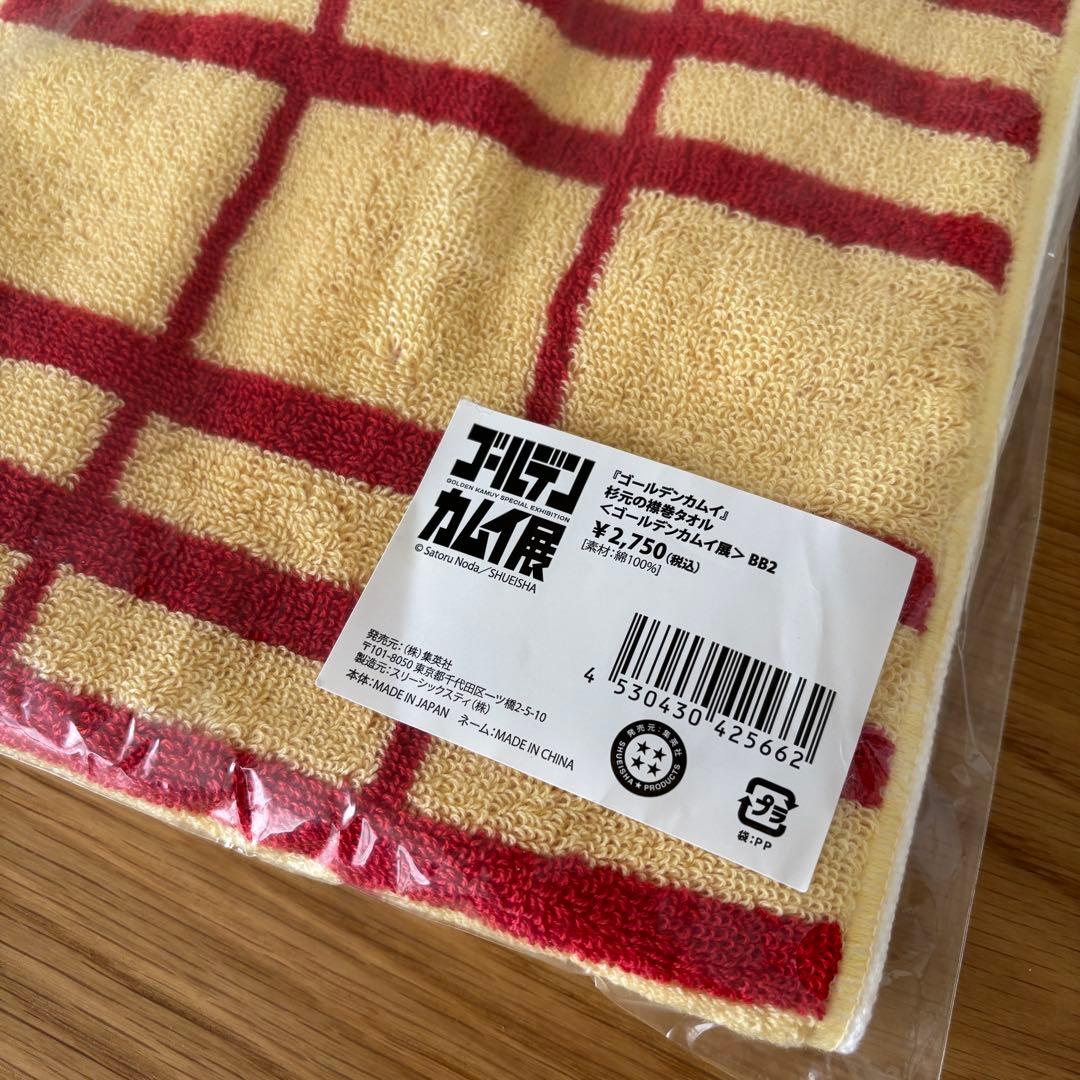 ゴールデン
GOLDEN KAMUY SPECIAL EXHIBITION
カムイ展
© Satoru Noda／SHUEISHA
『ゴールデンカムイ』
杉元の襟巻タオル
＜ゴールデンカムイ展＞ BB2
￥2,750(税込)
[素材：綿100%]
発売元：(株)集英社
〒101-8050 東京都千代田区一ツ橋2-5-10
製造元：スリーシックスティ(株)
本体：MADE IN JAPAN ネーム：MADE IN CHINA
4 530430 425662
発売元：集英社
SHUEISHA ★ PRODUCTS
プラ
袋：PP